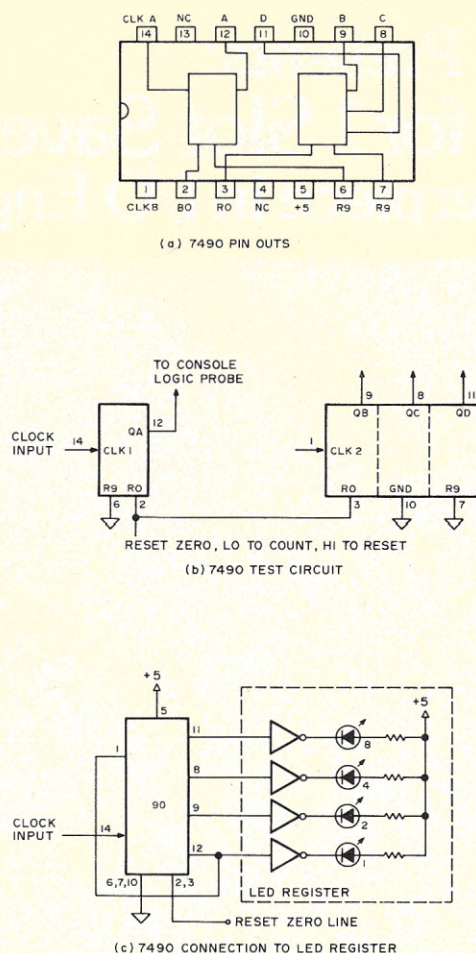 CLK A NC A D GND B C
14 13 12 11 10 9 8
1 2 3 4 5 6 7
CLKB BO RO NC +5 R9 R9
(a) 7490 PIN OUTS
TO CONSOLE
LOGIC PROBE
9 8 11
12
QA
QB QC QD
CLOCK
INPUT
14
CLK 1
1
CLK 2
R9 RO
RO GND R9
6 2
3 10 7
RESET ZERO, LO TO COUNT, HI TO RESET
(b) 7490 TEST CIRCUIT
+5
+5
5
1
11
8
8
4
90
9
2
CLOCK
INPUT
14
12
1
6,7,10
2,3
LED REGISTER
RESET ZERO LINE
(c) 7490 CONNECTION TO LED REGISTER